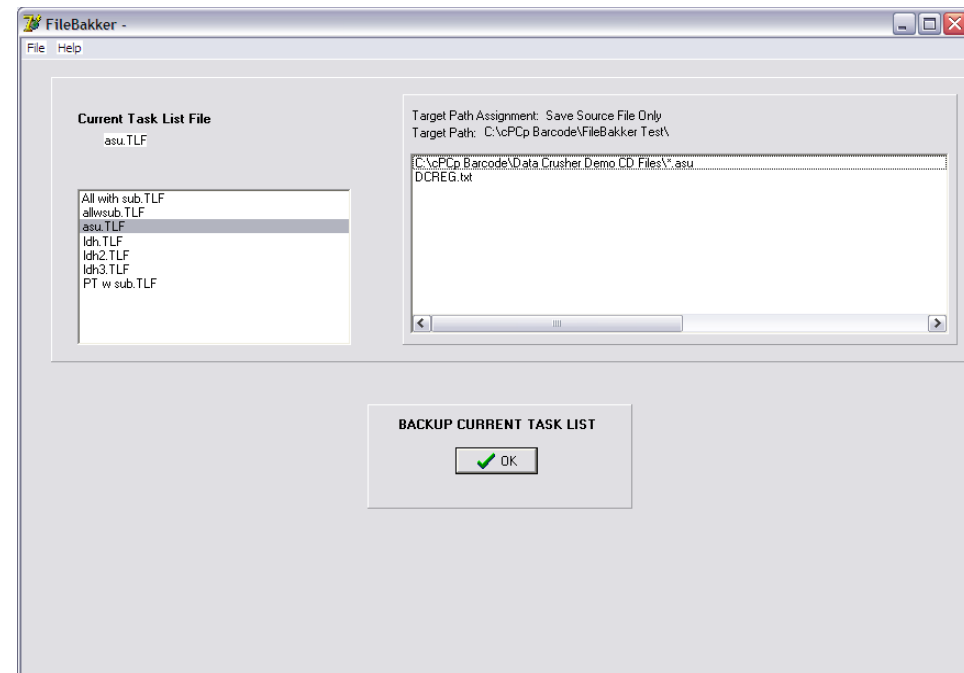 FileBakker -
File Help
Current Task List File
asu.TLF
All with sub.TLF
allwsub.TLF
asu.TLF
ldh.TLF
ldh2.TLF
ldh3.TLF
PT w sub.TLF
Target Path Assignment: Save Source File Only
Target Path: C:\cPCp Barcode\FileBakker Test\
C:\cPCp Barcode\Data Crusher Demo CD Files\*.asu
DCREG.txt
BACKUP CURRENT TASK LIST
OK